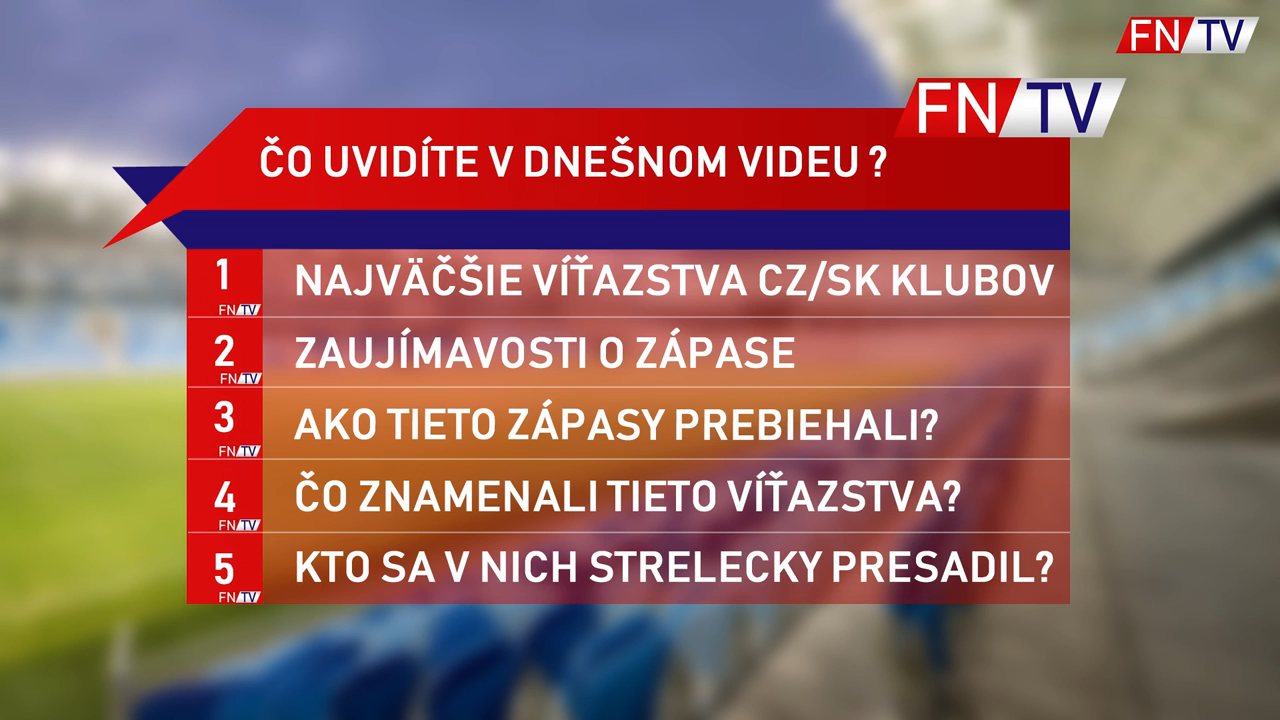 FN TV
FN TV
ČO UVIDÍTE V DNEŠNOM VIDEU ?
1 NAJVÄČŠIE VÍŤAZSTVA CZ/SK KLUBOV
FN TV
2 ZAUJÍMAVOSTI O ZÁPASE
FN TV
3 AKO TIETO ZÁPASY PREBIEHALI?
FN TV
4 ČO ZNAMENALI TIETO VÍŤAZSTVA?
FN TV
5 KTO SA V NICH STRELECKY PRESADIL?
FN TV